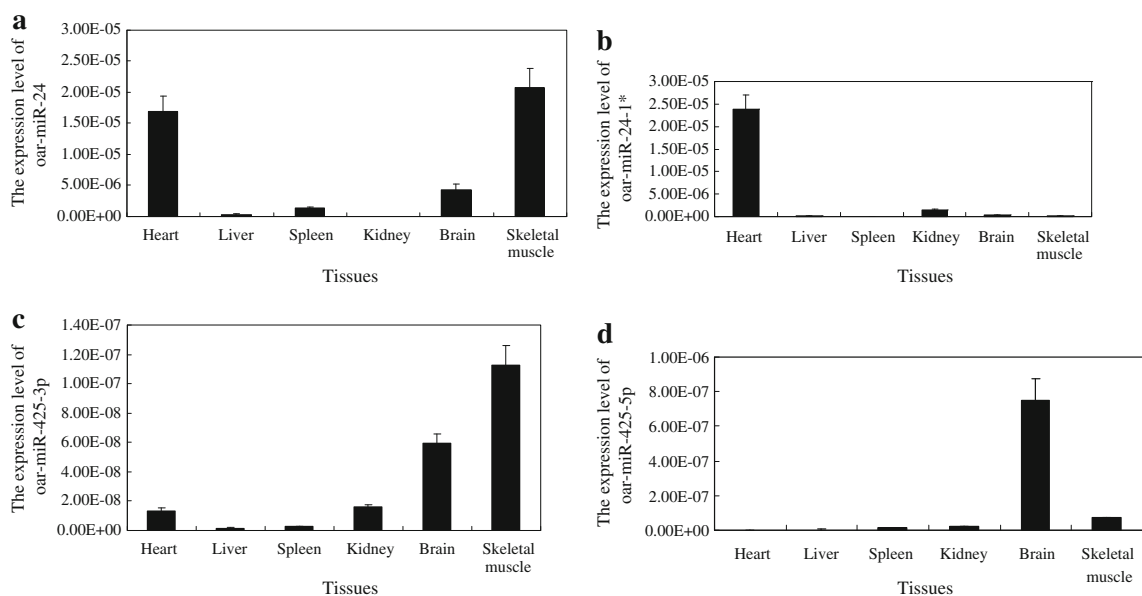 a
The expression level of
oar-miR-24
3.00E-05
2.50E-05
2.00E-05
1.50E-05
1.00E-05
5.00E-06
0.00E+00
Heart Liver Spleen Kidney Brain Skeletal
muscle
Tissues
b
The expression level of
oar-miR-24-1*
3.00E-05
2.50E-05
2.00E-05
1.50E-05
1.00E-05
5.00E-06
0.00E+00
Heart Liver Spleen Kidney Brain Skeletal
muscle
Tissues
c
The expression level of
oar-miR-425-3p
1.40E-07
1.20E-07
1.00E-07
8.00E-08
6.00E-08
4.00E-08
2.00E-08
0.00E+00
Heart Liver Spleen Kidney Brain Skeletal
muscle
Tissues
d
The expression level of
oar-miR-425-5p
1.00E-06
8.00E-07
6.00E-07
4.00E-07
2.00E-07
0.00E+00
Heart Liver Spleen Kidney Brain Skeletal
muscle
Tissues